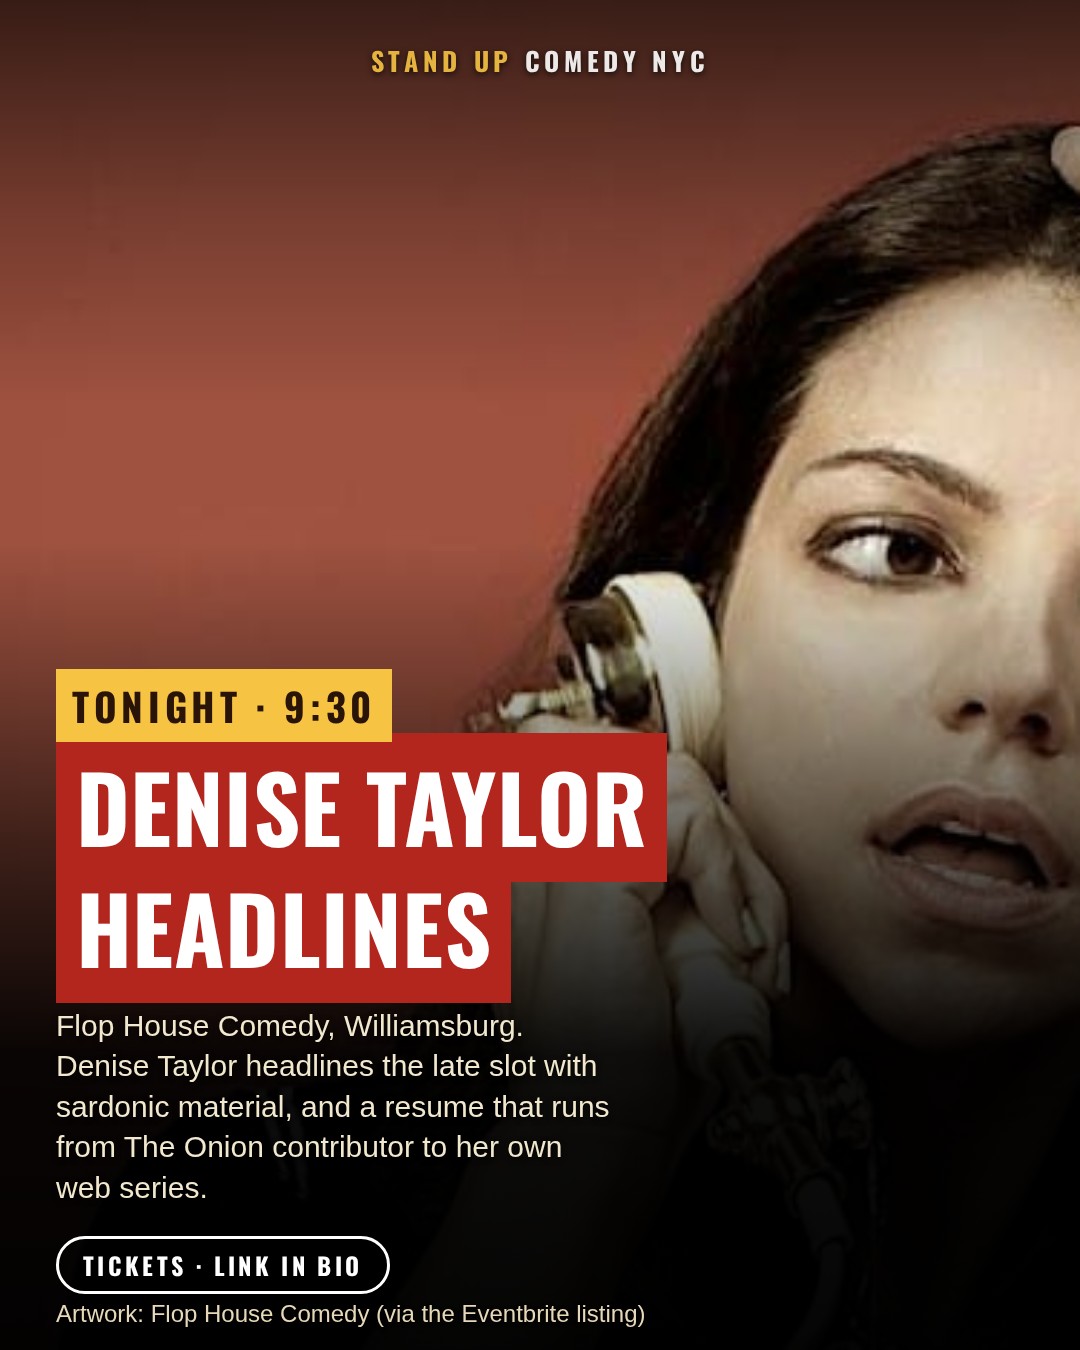 STAND UP COMEDY NYC
TONIGHT · 9:30
DENISE TAYLOR
HEADLINES
Flop House Comedy, Williamsburg.
Denise Taylor headlines the late slot with
sardonic material, and a resume that runs
from The Onion contributor to her own
web series.
TICKETS · LINK IN BIO
Artwork: Flop House Comedy (via the Eventbrite listing)